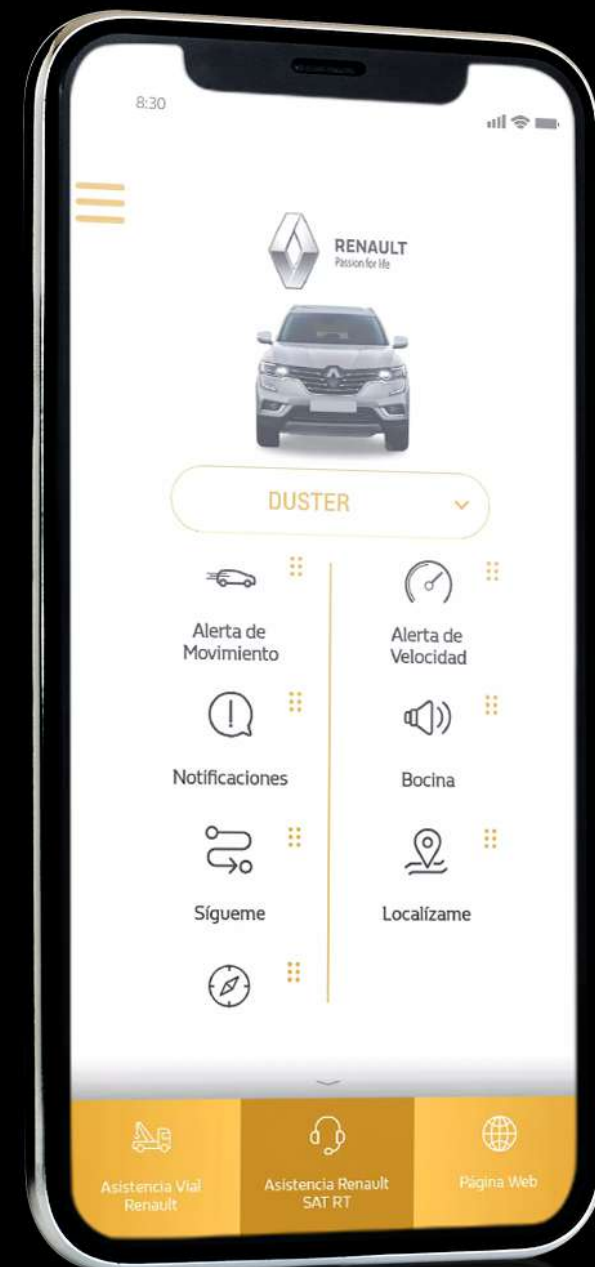 8:30
RENAULT
Passion for life
DUSTER
Alerta de
Movimiento
Alerta de
Velocidad
Notificaciones
Bocina
Sígueme
Localízame
Asistencia Vial
Renault
Asistencia Renault
SAT RT
Página Web